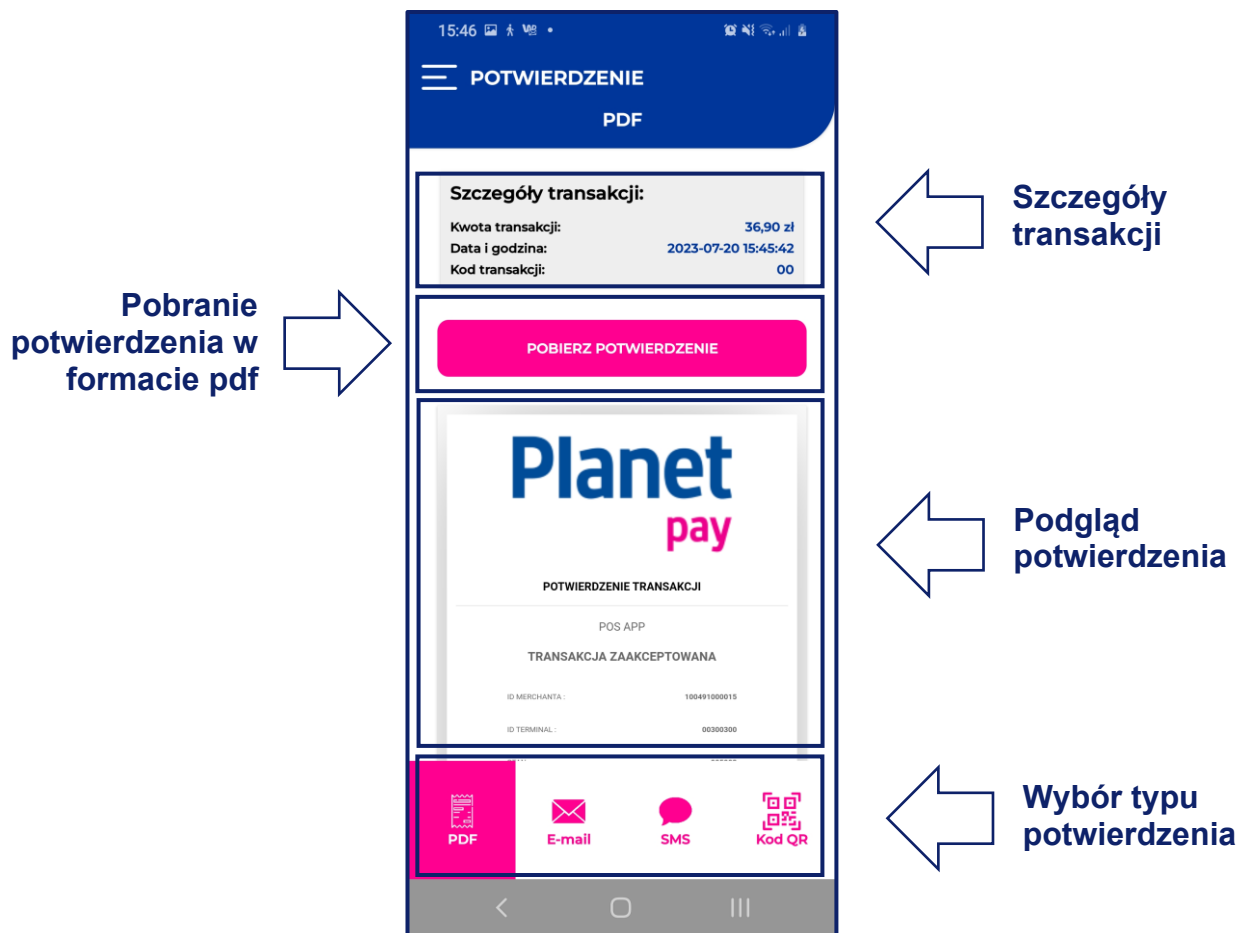 15:46
POTWIERDZENIE
PDF
Szczegóły transakcji:
Kwota transakcji: 36,90 zł
Data i godzina: 2023-07-20 15:45:42
Kod transakcji: 00
Szczegóły
transakcji
Pobranie
potwierdzenia w
formacie pdf
POBIERZ POTWIERDZENIE
Planet
pay
POTWIERDZENIE TRANSAKCJI
POS APP
TRANSAKCJA ZAAKCEPTOWANA
ID MERCHANTA : 100491000015
ID TERMINAL : 00300300
Podgląd
potwierdzenia
PDF E-mail SMS Kod QR
Wybór typu
potwierdzenia